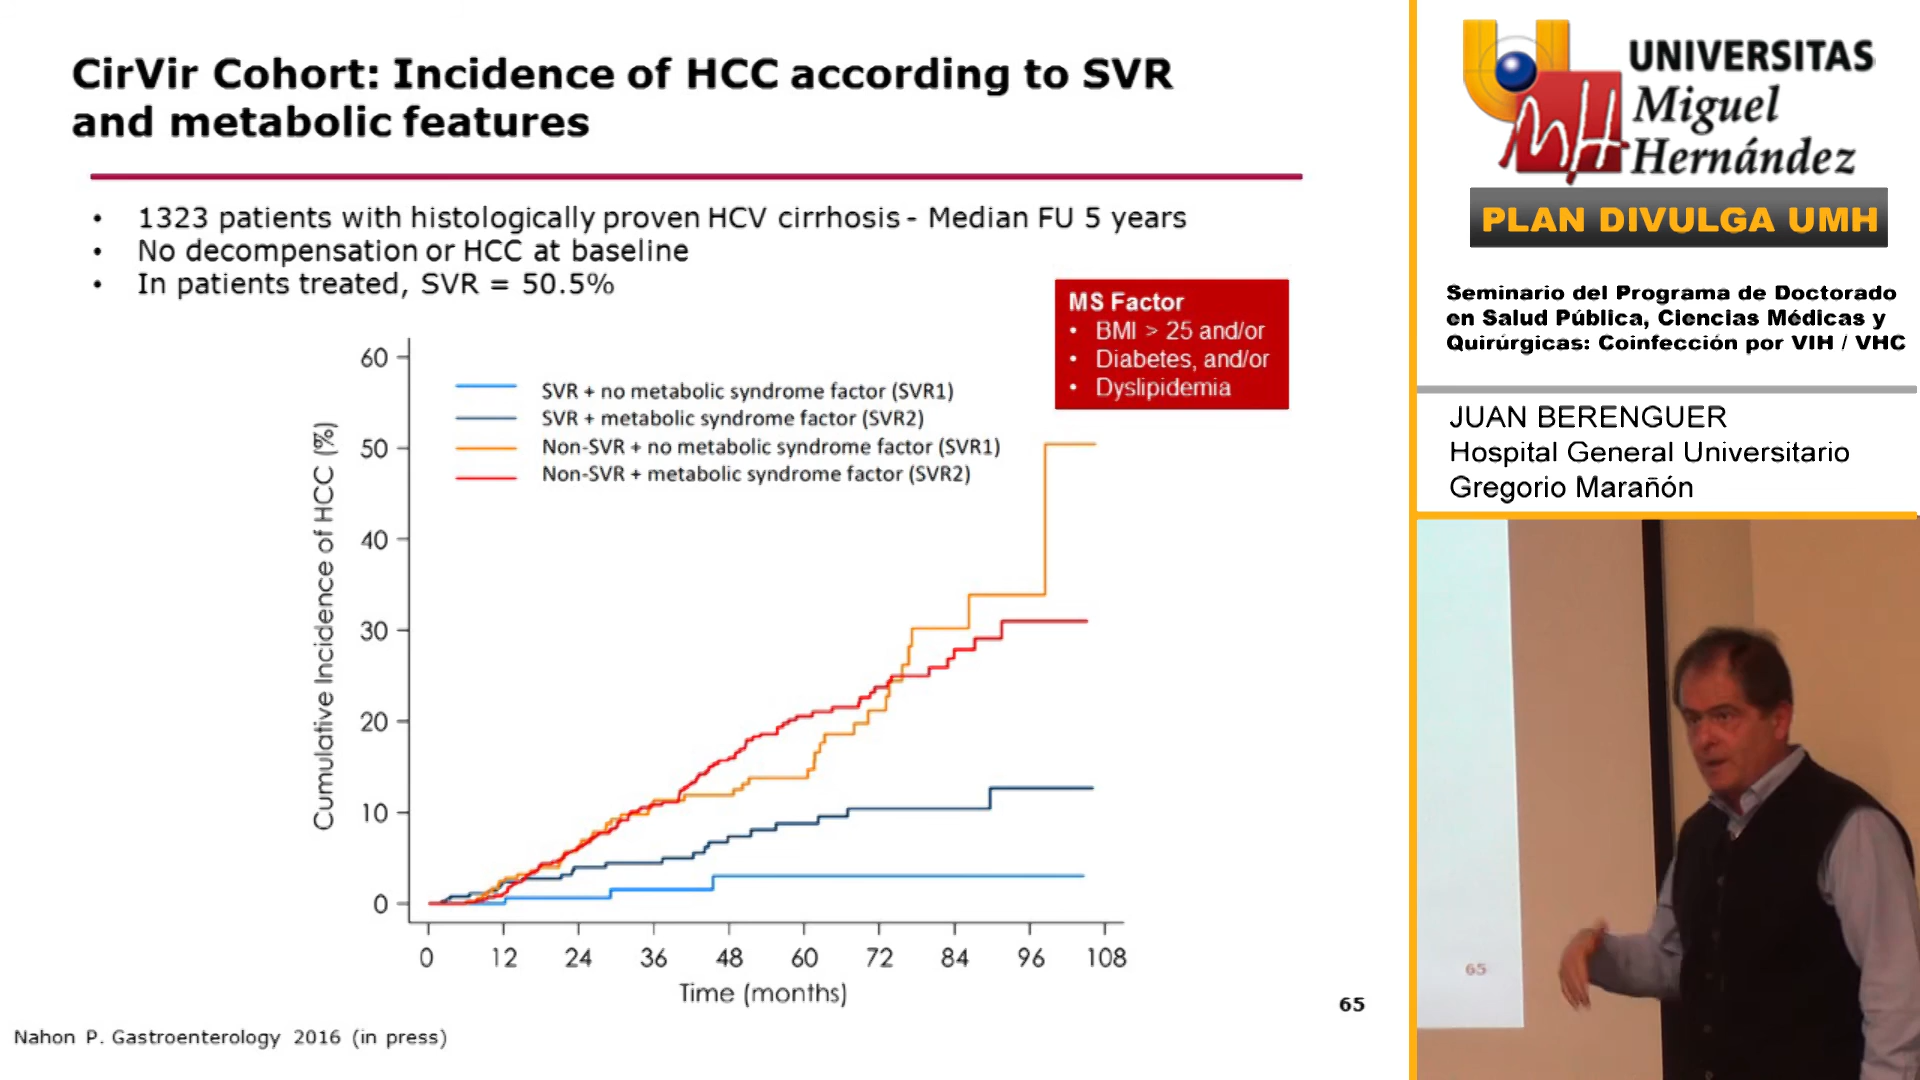 CirVir Cohort: Incidence of HCC according to SVR
and metabolic features
• 1323 patients with histologically proven HCV cirrhosis - Median FU 5 years
• No decompensation or HCC at baseline
• In patients treated, SVR = 50.5%
MS Factor
• BMI > 25 and/or
• Diabetes, and/or
• Dyslipidemia
SVR + no metabolic syndrome factor (SVR1)
SVR + metabolic syndrome factor (SVR2)
Non-SVR + no metabolic syndrome factor (SVR1)
Non-SVR + metabolic syndrome factor (SVR2)
Cumulative Incidence of HCC (%)
60
50
40
30
20
10
0
0 12 24 36 48 60 72 84 96 108
Time (months)
65
Nahon P. Gastroenterology 2016 (in press)
UNIVERSITAS
Miguel
Hernández
PLAN DIVULGA UMH
Seminario del Programa de Doctorado
en Salud Pública, Ciencias Médicas y
Quirúrgicas: Coinfección por VIH / VHC
JUAN BERENGUER
Hospital General Universitario
Gregorio Marañón
65